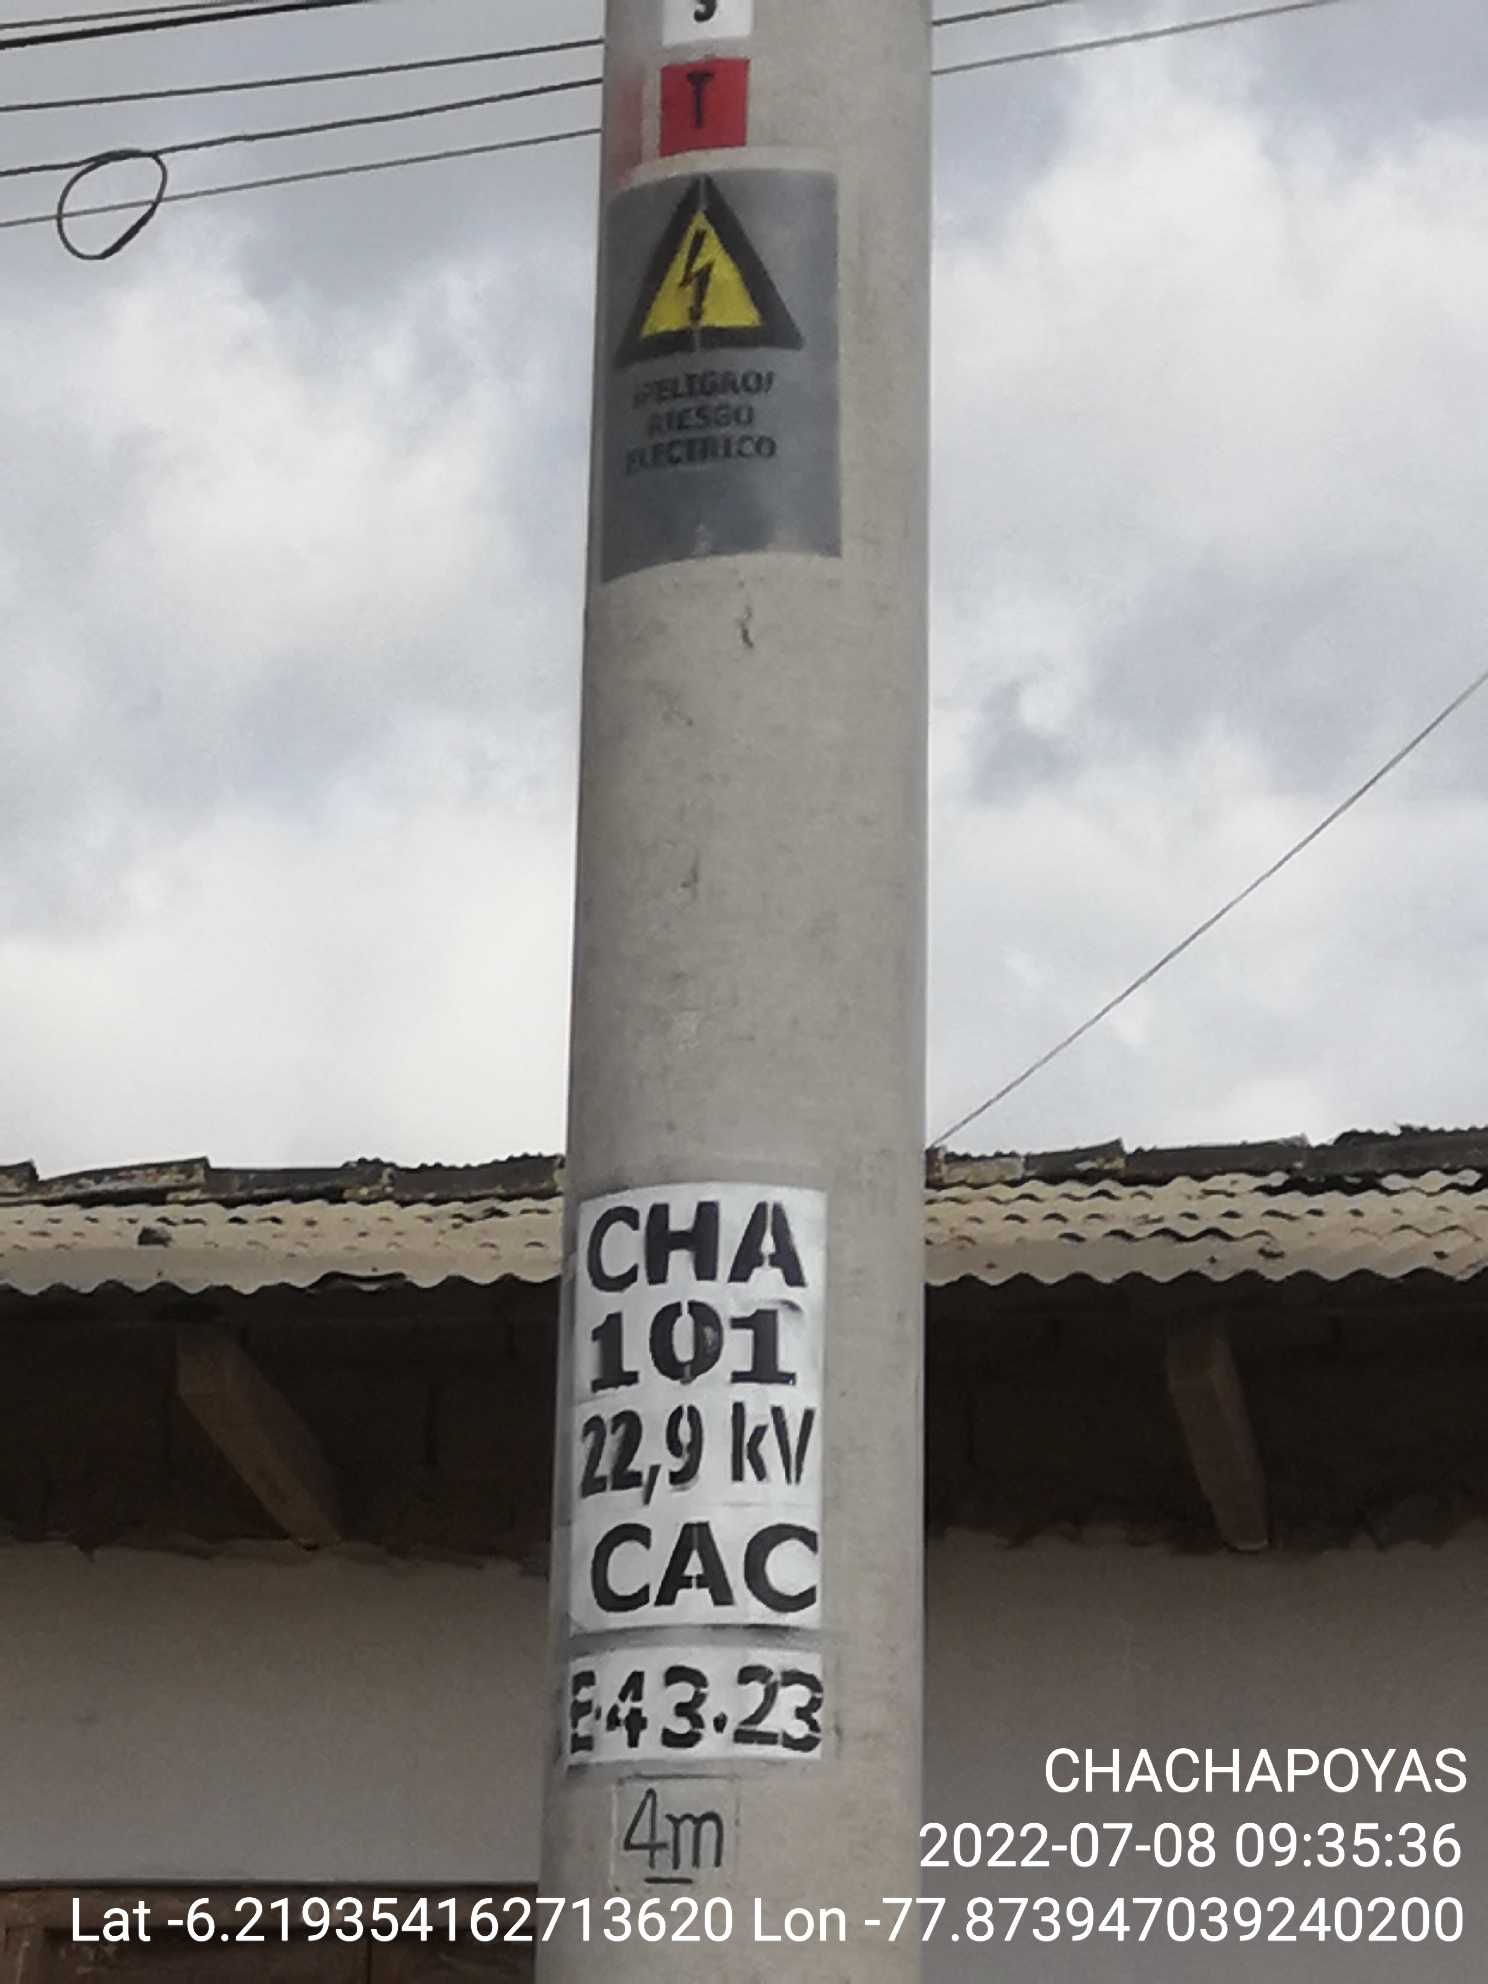 T
¡PELIGRO!
RIESGO
ELECTRICO
CHA
101
22,9 kV
CAC
E-43.23
4m
CHACHAPOYAS
2022-07-08 09:35:36
Lat -6.219354162713620 Lon -77.873947039240200